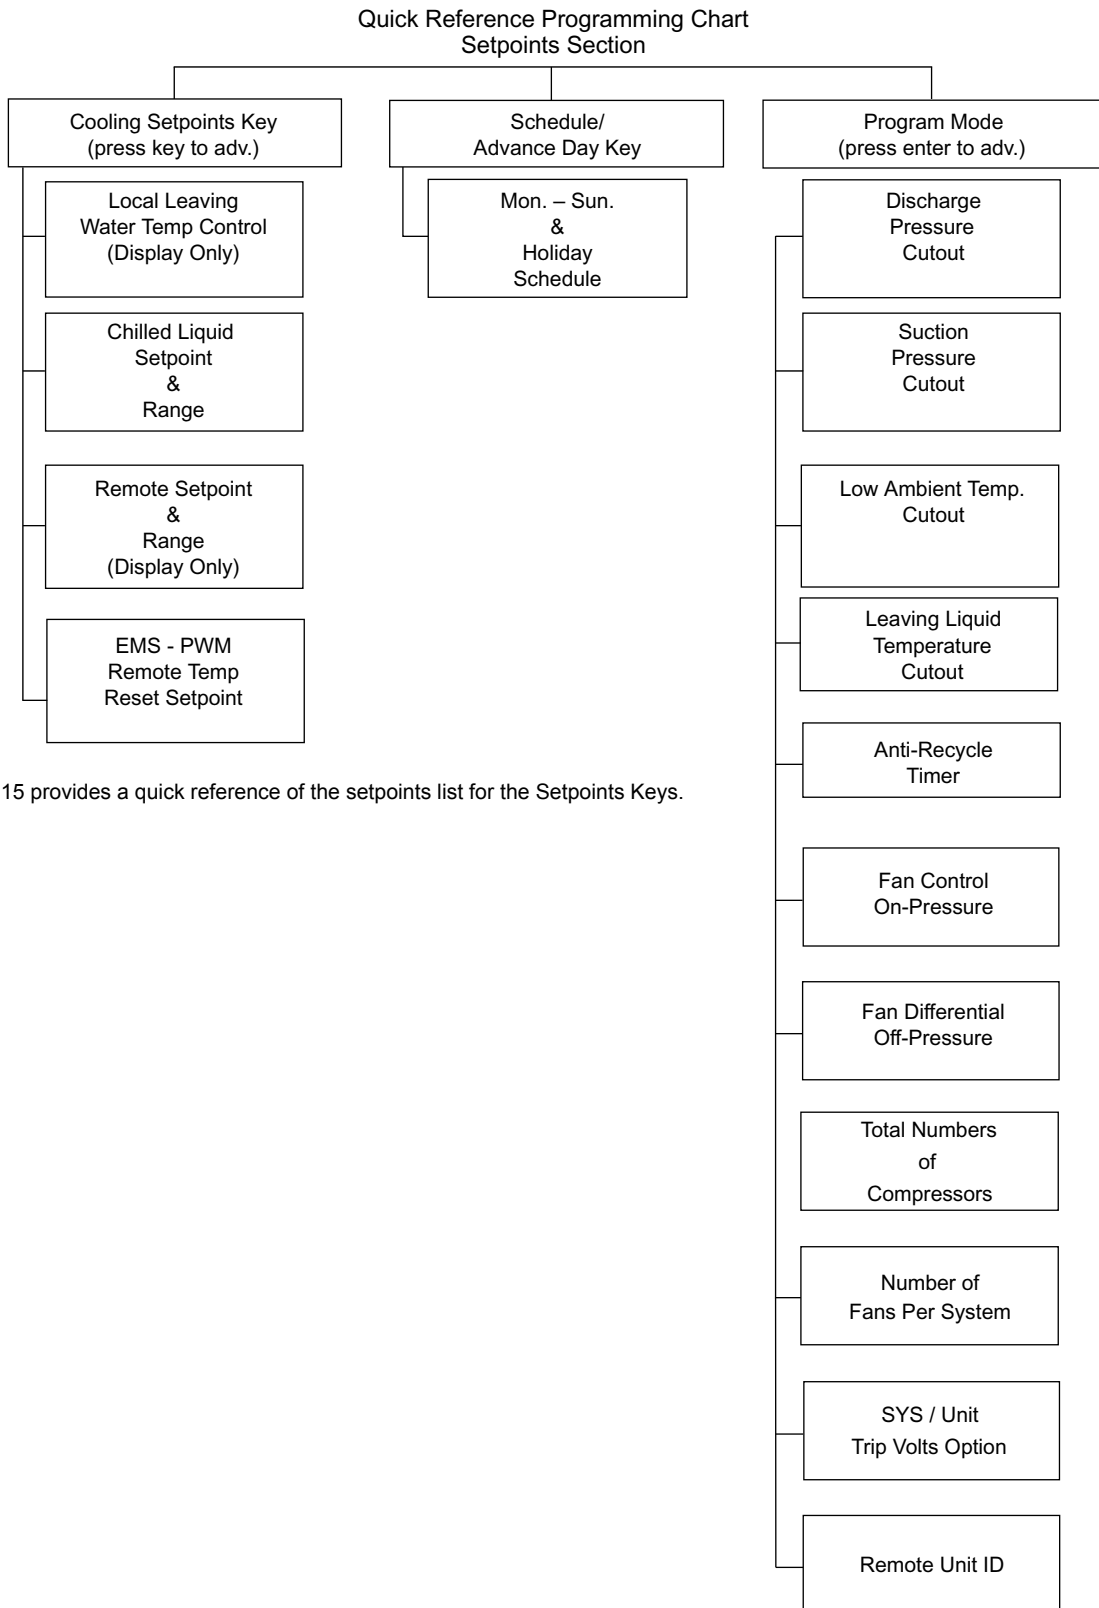 Quick Reference Programming Chart
Setpoints Section
Cooling Setpoints Key
(press key to adv.)
Local Leaving
Water Temp Control
(Display Only)
Chilled Liquid
Setpoint
&
Range
Remote Setpoint
&
Range
(Display Only)
EMS - PWM
Remote Temp
Reset Setpoint
Schedule/
Advance Day Key
Mon. – Sun.
&
Holiday
Schedule
Program Mode
(press enter to adv.)
Discharge
Pressure
Cutout
Suction
Pressure
Cutout
Low Ambient Temp.
Cutout
Leaving Liquid
Temperature
Cutout
Anti-Recycle
Timer
Fan Control
On-Pressure
Fan Differential
Off-Pressure
Total Numbers
of
Compressors
Number of
Fans Per System
SYS / Unit
Trip Volts Option
Remote Unit ID
15 provides a quick reference of the setpoints list for the Setpoints Keys.